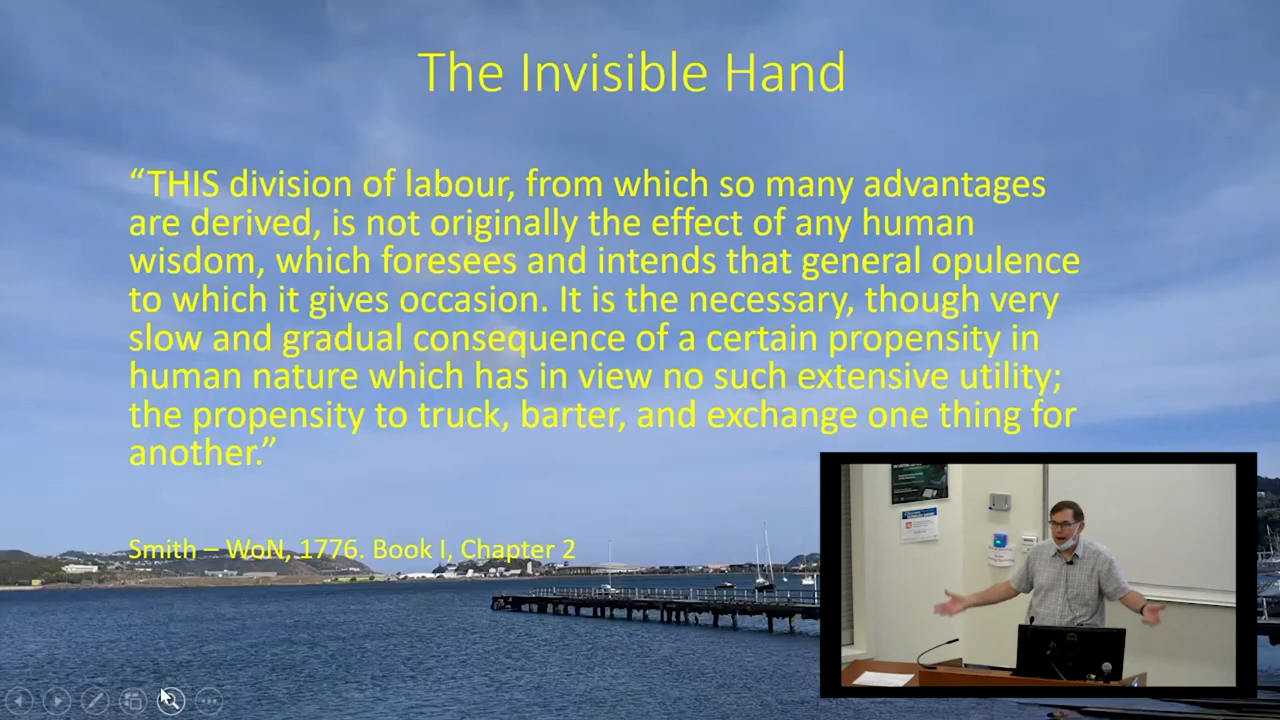 The Invisible Hand
“THIS division of labour, from which so many advantages
are derived, is not originally the effect of any human
wisdom, which foresees and intends that general opulence
to which it gives occasion. It is the necessary, though very
slow and gradual consequence of a certain propensity in
human nature which has in view no such extensive utility;
the propensity to truck, barter, and exchange one thing for
another.”
Smith – WoN, 1776. Book I, Chapter 2